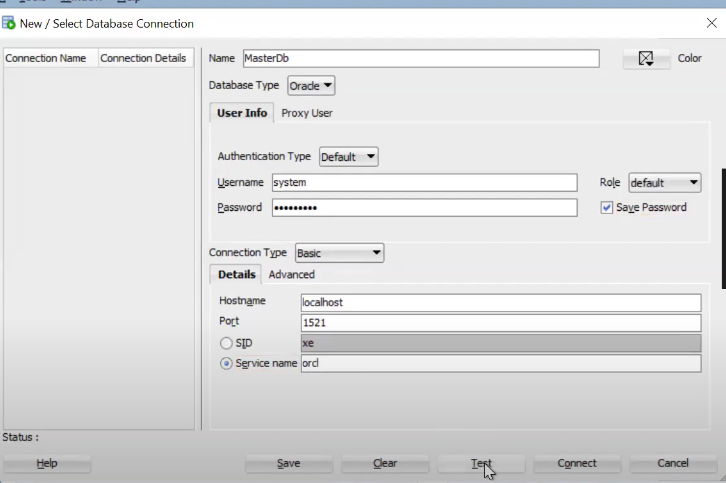 New / Select Database Connection
Connection Name Connection Details
Name MasterDb Color
Database Type Oracle
User Info Proxy User
Authentication Type Default
Username system Role default
Password ••••••••• Save Password
Connection Type Basic
Details Advanced
Hostname localhost
Port 1521
SID xe
Service name orcl
Status :
Help Save Clear Test Connect Cancel